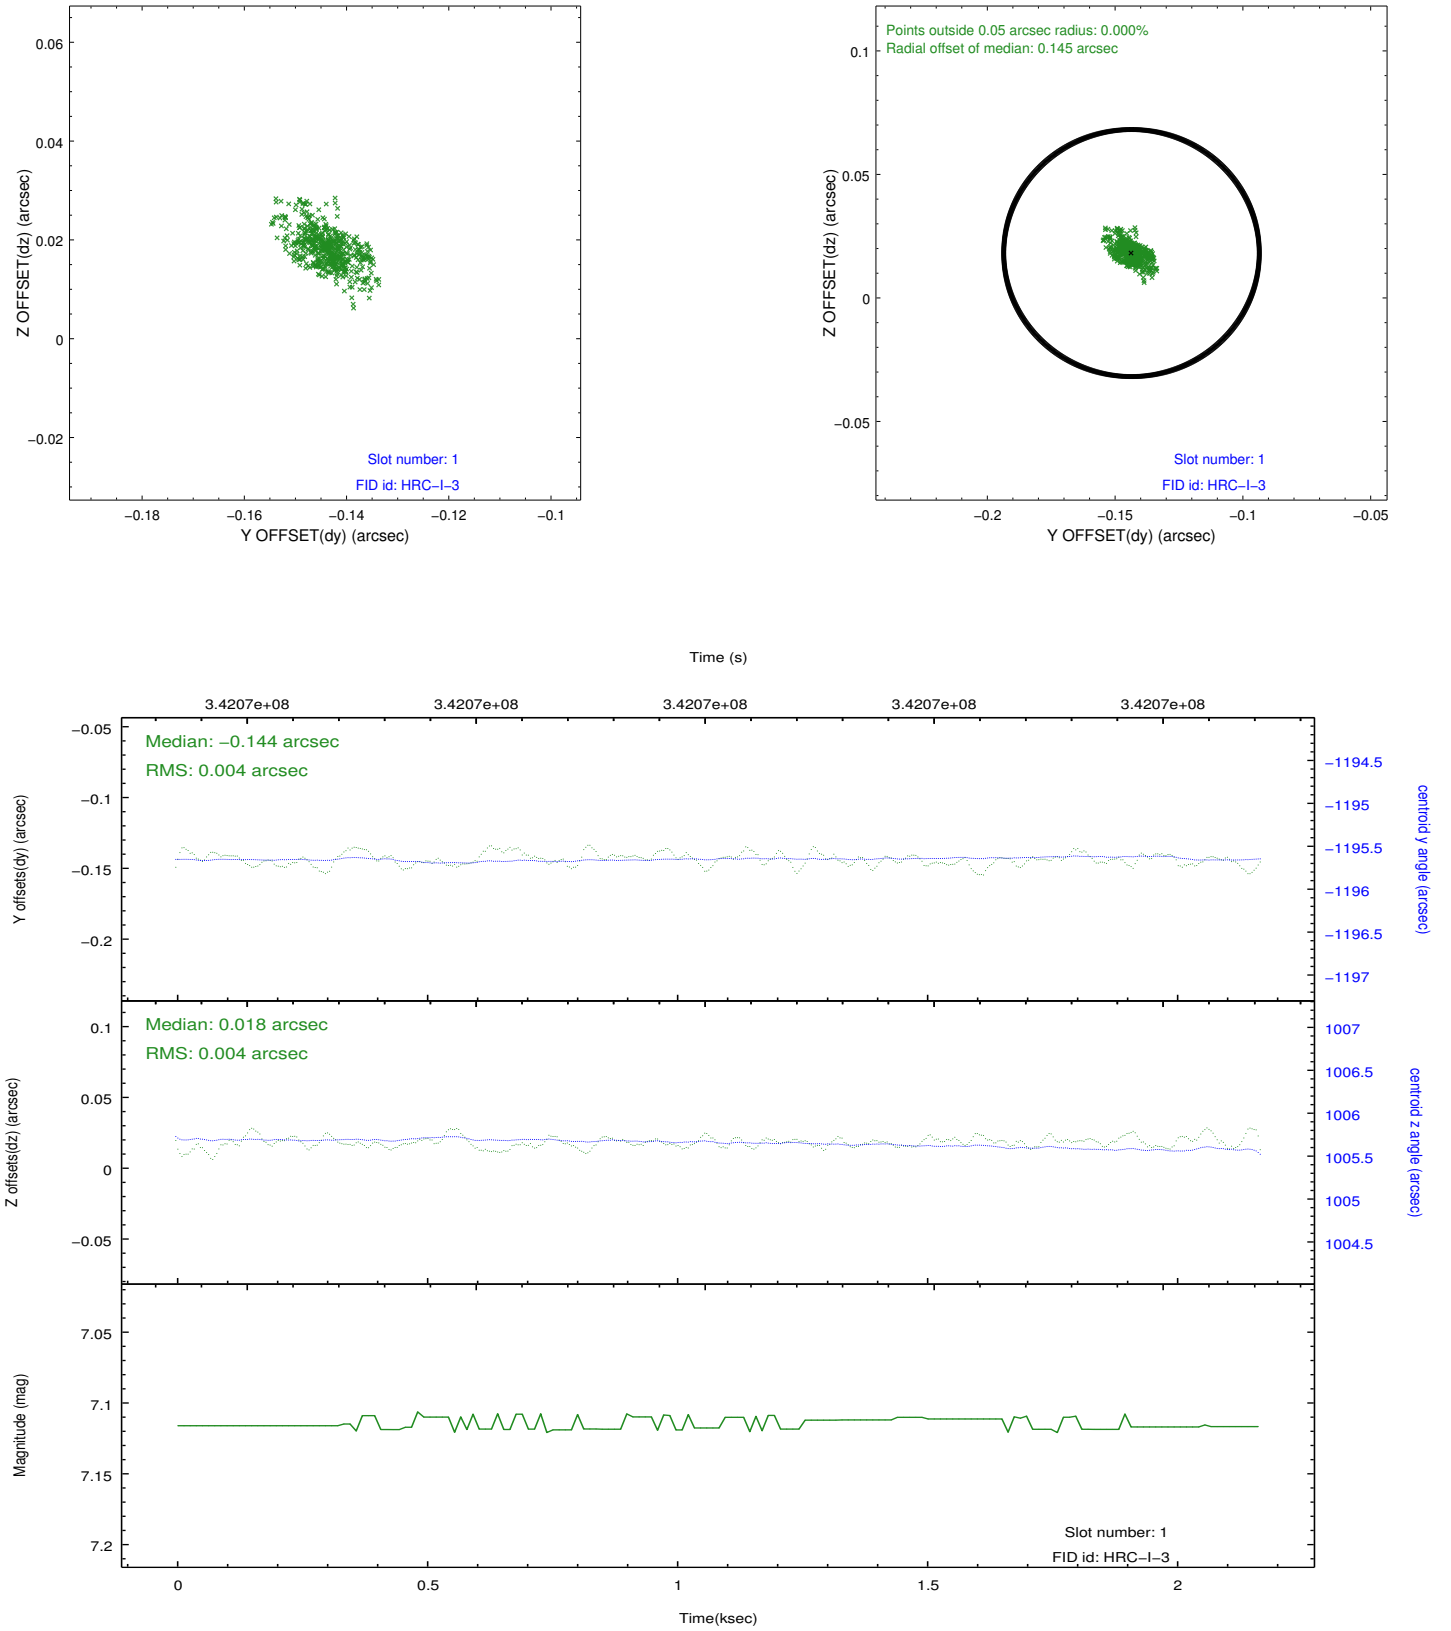 0.06
0.04
0.02
0
−0.02
Z OFFSET(dz) (arcsec)
Slot number: 1
FID id: HRC−I−3
−0.18
−0.16
−0.14
−0.12
−0.1
Y OFFSET(dy) (arcsec)
Points outside 0.05 arcsec radius: 0.000%
Radial offset of median: 0.145 arcsec
0.1
0.05
0
−0.05
Z OFFSET(dz) (arcsec)
Slot number: 1
FID id: HRC−I−3
−0.2
−0.15
−0.1
−0.05
Y OFFSET(dy) (arcsec)
Time (s)
3.4207e+08
3.4207e+08
3.4207e+08
3.4207e+08
3.4207e+08
Median: −0.144 arcsec
RMS: 0.004 arcsec
−0.05
−0.1
−0.15
−0.2
Y offsets(dy) (arcsec)
−1194.5
−1195
−1195.5
−1196
−1196.5
−1197
centroid y angle (arcsec)
Median: 0.018 arcsec
RMS: 0.004 arcsec
0.1
0.05
0
−0.05
Z offsets(dz) (arcsec)
1007
1006.5
1006
1005.5
1005
1004.5
centroid z angle (arcsec)
7.05
7.1
7.15
7.2
Magnitude (mag)
Slot number: 1
FID id: HRC−I−3
0
0.5
1
1.5
2
Time(ksec)